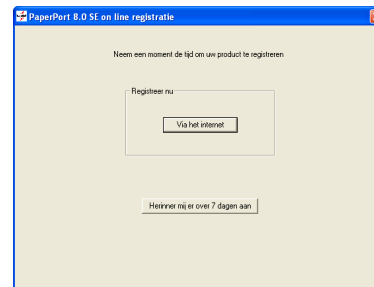 PaperPort 8.0 SE on line registratie
Neem een moment de tijd om uw product te registreren
Registreer nu
Via het internet
Herinner mij er over 7 dagen aan